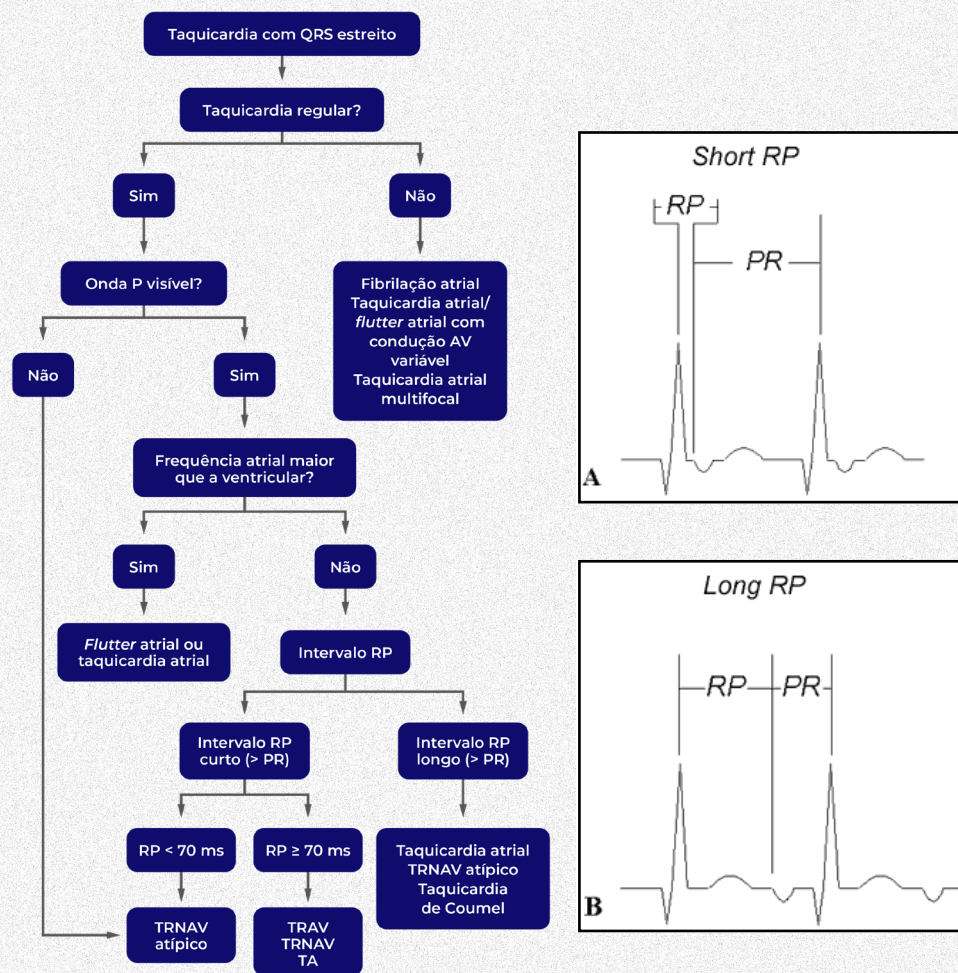 Taquicardia com QRS estreito
Taquicardia regular?
Sim
Não
Onda P visível?
Fibrilação atrial
Taquicardia atrial/
flutter atrial com
condução AV
variável
Taquicardia atrial
multifocal
Não
Sim
Frequência atrial maior
que a ventricular?
Sim
Não
Flutter atrial ou
taquicardia atrial
Intervalo RP
Intervalo RP
curto (> PR)
Intervalo RP
longo (> PR)
RP < 70 ms
RP ≥ 70 ms
Taquicardia atrial
TRNAV atípico
Taquicardia
de Coumel
TRNAV
atípico
TRAV
TRNAV
TA
Short RP
RP
PR
A
Long RP
RP
PR
B